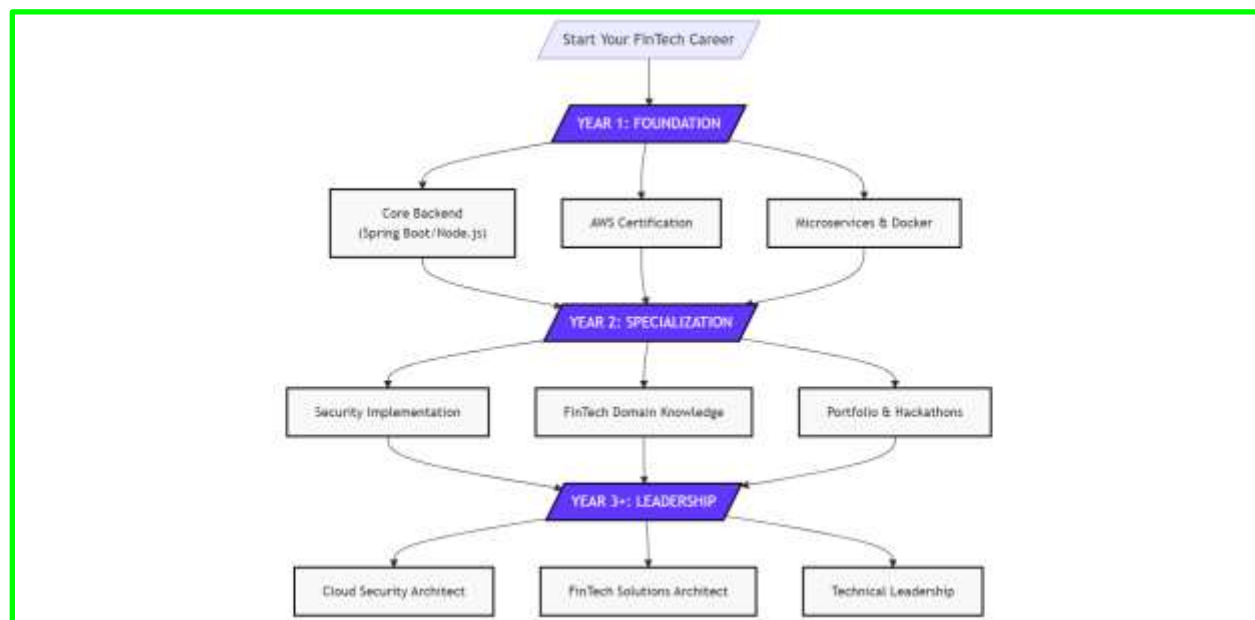 Start Your FinTech Career
YEAR 1: FOUNDATION
Core Backend
(Spring Boot/Node.js)
AWS Certification
Microservices & Docker
YEAR 2: SPECIALIZATION
Security Implementation
FinTech Domain Knowledge
Portfolio & Hackathons
YEAR 3+: LEADERSHIP
Cloud Security Architect
FinTech Solutions Architect
Technical Leadership